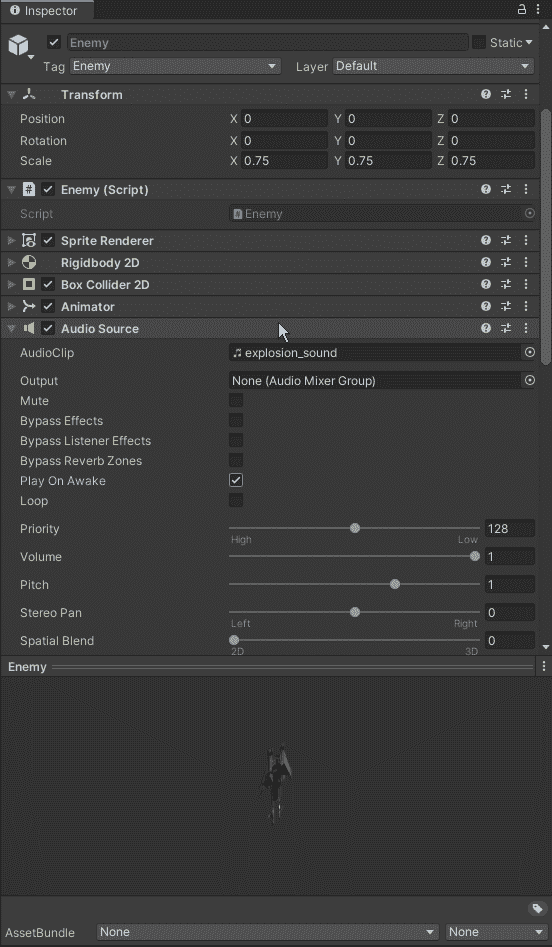 Inspector
Enemy Static
Tag Enemy Layer Default
Transform
Position X 0 Y 0 Z 0
Rotation X 0 Y 0 Z 0
Scale X 0.75 Y 0.75 Z 0.75
# Enemy (Script)
Script # Enemy
Sprite Renderer
Rigidbody 2D
Box Collider 2D
Animator
Audio Source
AudioClip explosion_sound
Output None (Audio Mixer Group)
Mute
Bypass Effects
Bypass Listener Effects
Bypass Reverb Zones
Play On Awake
Loop
Priority 128
High Low
Volume 1
Pitch 1
Stereo Pan 0
Left Right
Spatial Blend 0
2D 3D
Enemy
AssetBundle None None